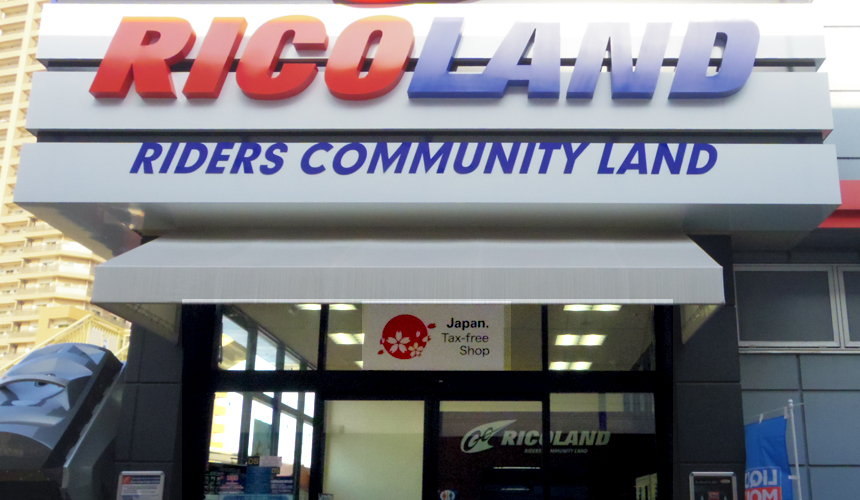 RICOLAND
RIDERS COMMUNITY LAND
Japan.
Tax-free
Shop
RICOLAND
RIDERS COMMUNITY LAND